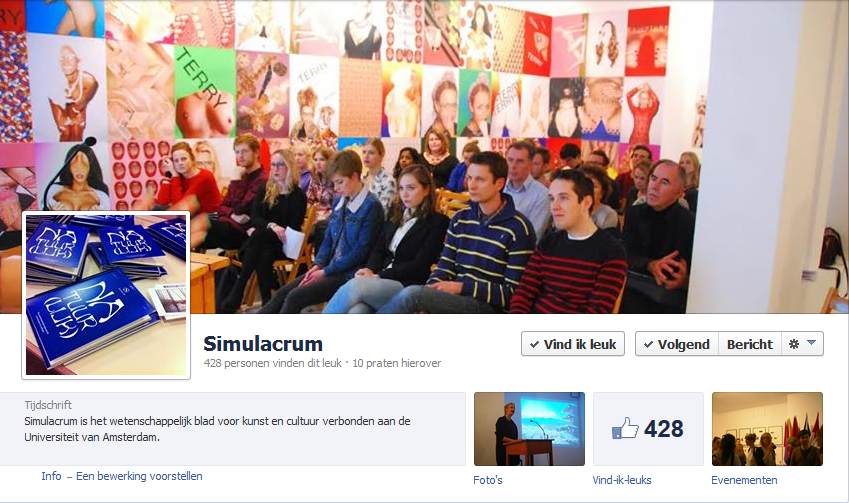 TERRY
TERRY
Simulacrum
428 personen vinden dit leuk · 10 praten hierover
Vind ik leuk
Volgend
Bericht
Tijdschrift
Simulacrum is het wetenschappelijk blad voor kunst en cultuur verbonden aan de
Universiteit van Amsterdam.
Info – Een bewerking voorstellen
428
Foto's
Vind-ik-leuks
Evenementen